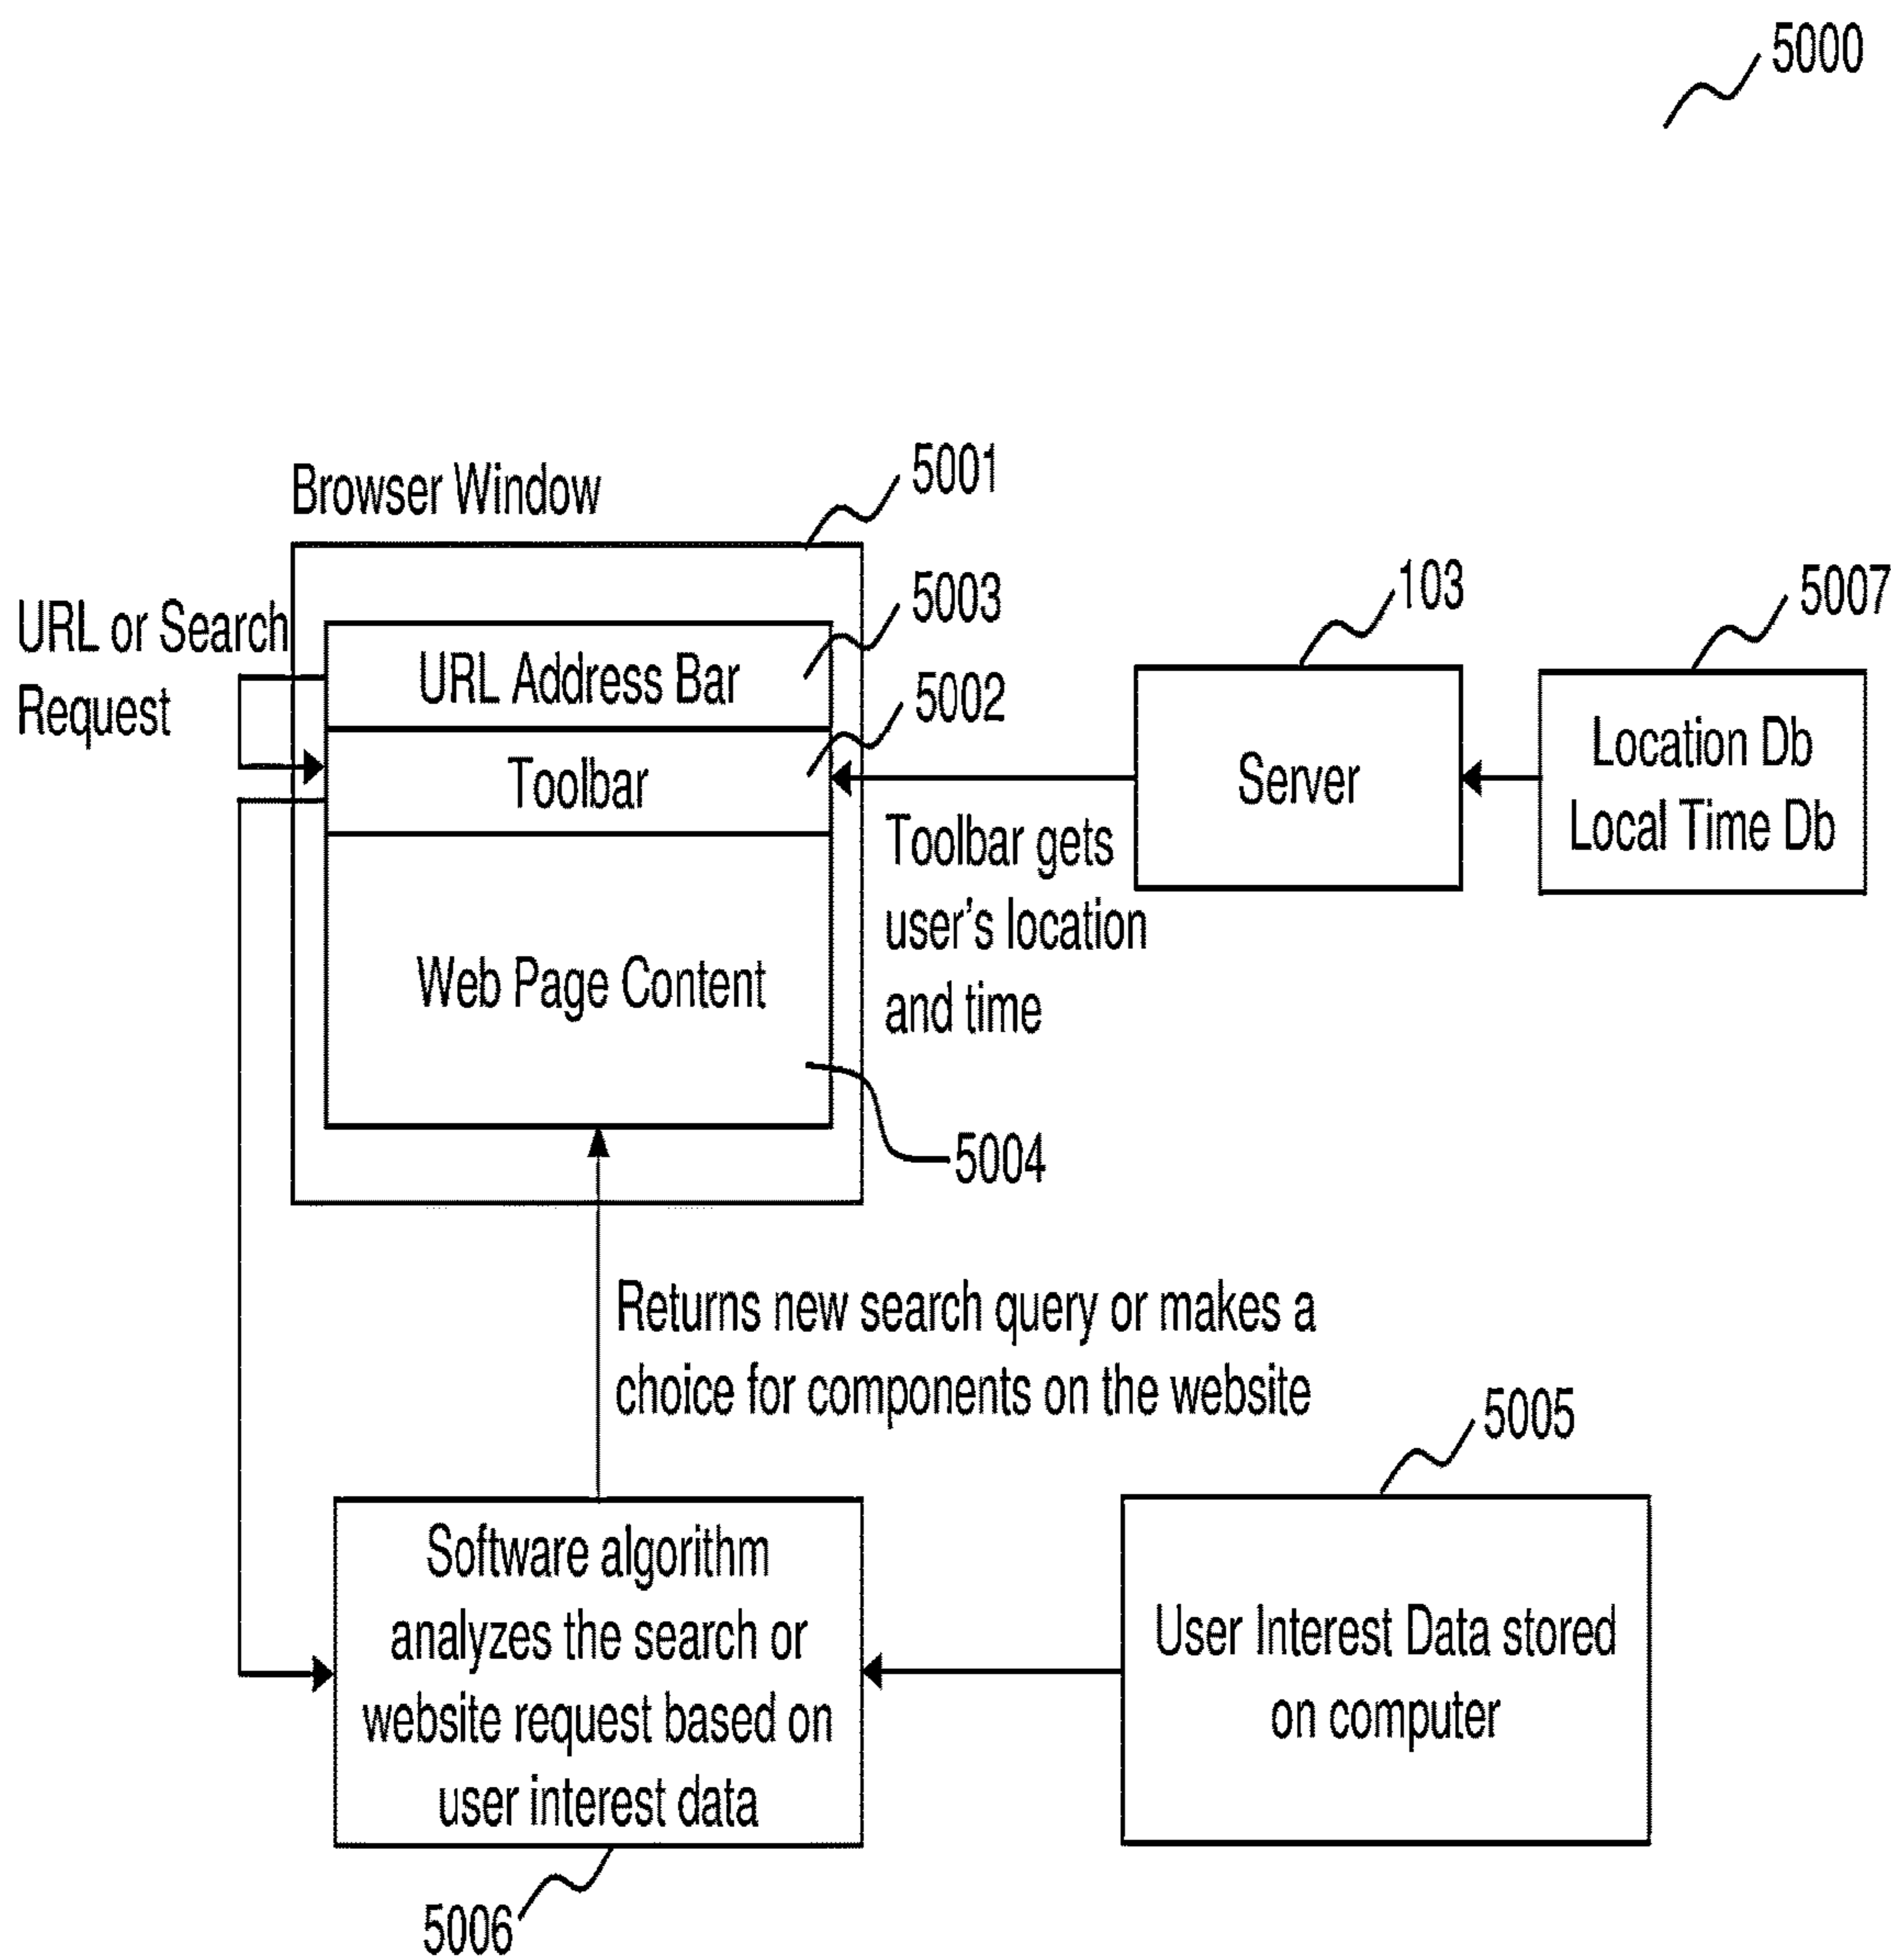 5000
Browser Window
5001
URL or Search
Request
5003
URL Address Bar
5002
Toolbar
103
Server
5007
Location Db
Local Time Db
Toolbar gets
user's location
and time
Web Page Content
5004
Returns new search query or makes a
choice for components on the website
5005
Software algorithm
analyzes the search or
website request based on
user interest data
User Interest Data stored
on computer
5006